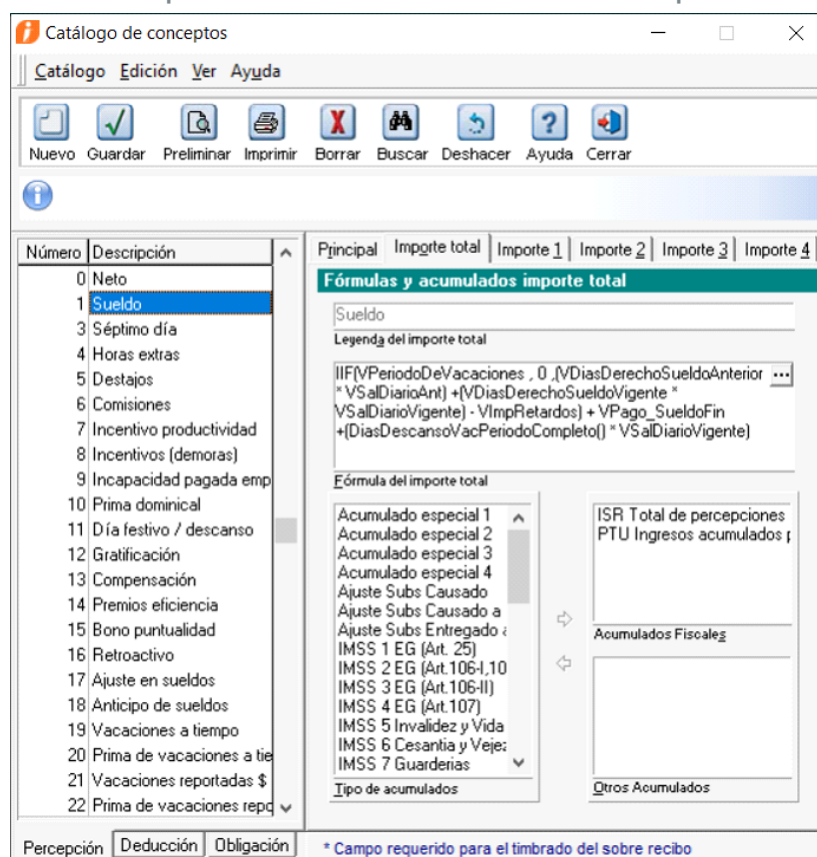 Catálogo de conceptos
Catálogo Edición Ver Ayuda
Nuevo Guardar Preliminar Imprimir Borrar Buscar Deshacer Ayuda Cerrar
Número Descripción
0 Neto
1 Sueldo
3 Séptimo día
4 Horas extras
5 Destajos
6 Comisiones
7 Incentivo productividad
8 Incentivos (demoras)
9 Incapacidad pagada emp
10 Prima dominical
11 Día festivo / descanso
12 Gratificación
13 Compensación
14 Premios eficiencia
15 Bono puntualidad
16 Retroactivo
17 Ajuste en sueldos
18 Anticipo de sueldos
19 Vacaciones a tiempo
20 Prima de vacaciones a tie
21 Vacaciones reportadas $
22 Prima de vacaciones repo
Percepción Deducción Obligación
Principal Importe total Importe 1 Importe 2 Importe 3 Importe 4
Fórmulas y acumulados importe total
Sueldo
Leyenda del importe total
IIF(VPeriodoDeVacaciones , 0 ,(VDiasDerechoSueldoAnterior ...
* VSalDiarioAnt) +(VDiasDerechoSueldoVigente *
VSalDiarioVigente) - VImpRetardos) + VPago_SueldoFin
+(DiasDescansoVacPeriodoCompleto() * VSalDiarioVigente)
Fórmula del importe total
Acumulado especial 1
Acumulado especial 2
Acumulado especial 3
Acumulado especial 4
Ajuste Subs Causado
Ajuste Subs Causado a
Ajuste Subs Entregado a
IMSS 1 EG (Art. 25)
IMSS 2 EG (Art.106-I,10
IMSS 3 EG (Art.106-II)
IMSS 4 EG (Art.107)
IMSS 5 Invalidez y Vida
IMSS 6 Cesantia y Vejez
IMSS 7 Guarderias
Tipo de acumulados
ISR Total de percepciones
PTU Ingresos acumulados p
Acumulados Fiscales
Otros Acumulados
* Campo requerido para el timbrado del sobre recibo